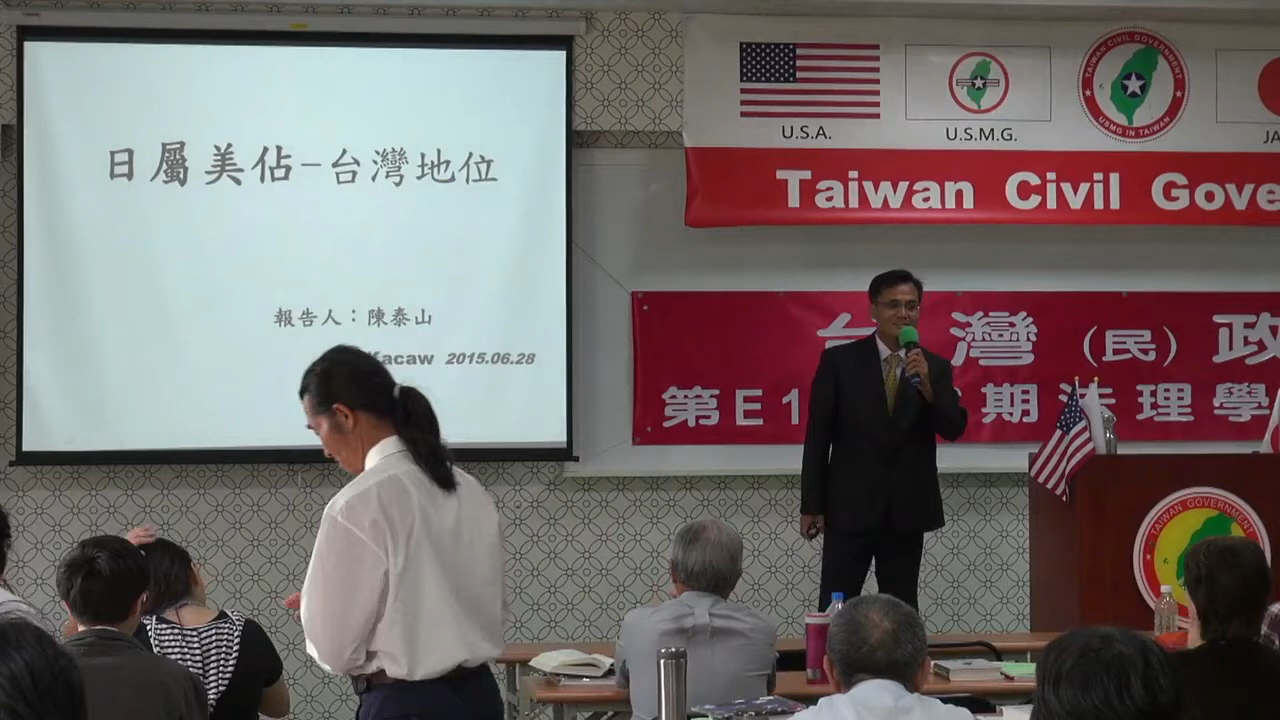 日屬美佔-台灣地位
報告人：陳泰山
Kacaw 2015.06.28
U.S.A.
U.S.M.G.
TAIWAN CIVIL GOVERNMENT
USMG IN TAIWAN
JA
Taiwan Civil Gove
台灣（民）政
第E1 期法理學
TAIWAN GOVERNMENT